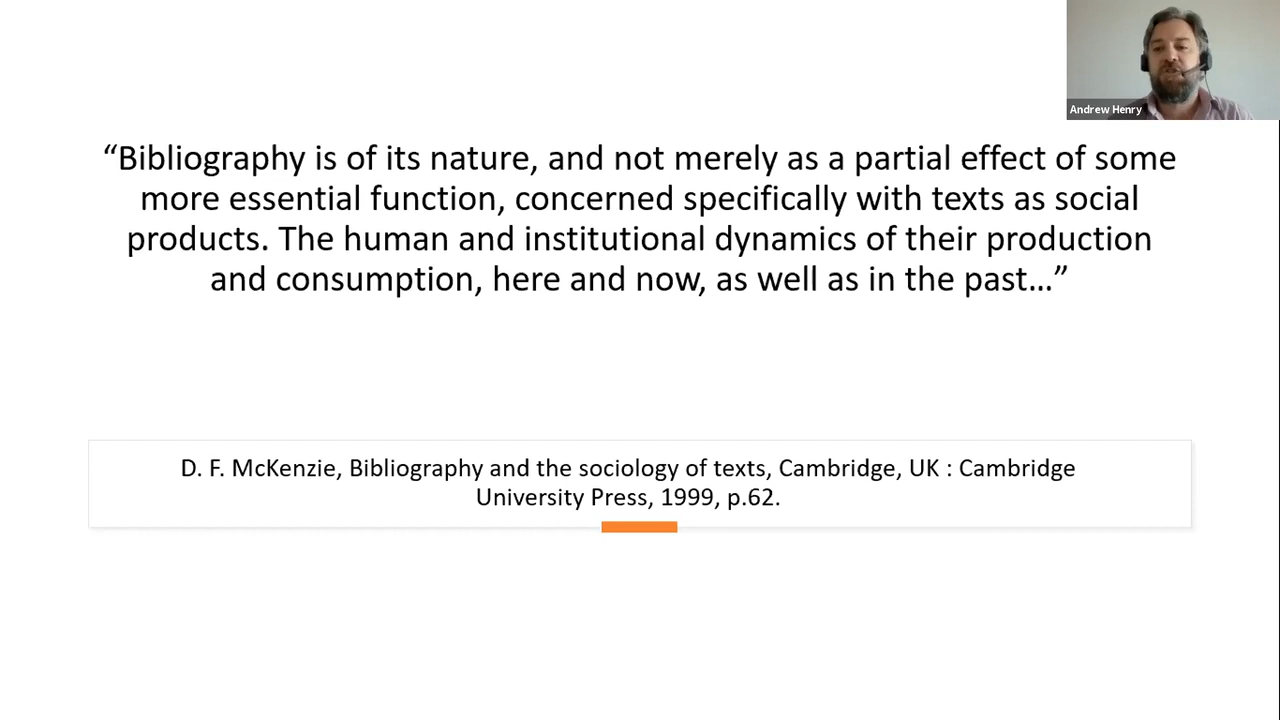 Andrew Henry
“Bibliography is of its nature, and not merely as a partial effect of some
more essential function, concerned specifically with texts as social
products. The human and institutional dynamics of their production
and consumption, here and now, as well as in the past…”
D. F. McKenzie, Bibliography and the sociology of texts, Cambridge, UK : Cambridge
University Press, 1999, p.62.